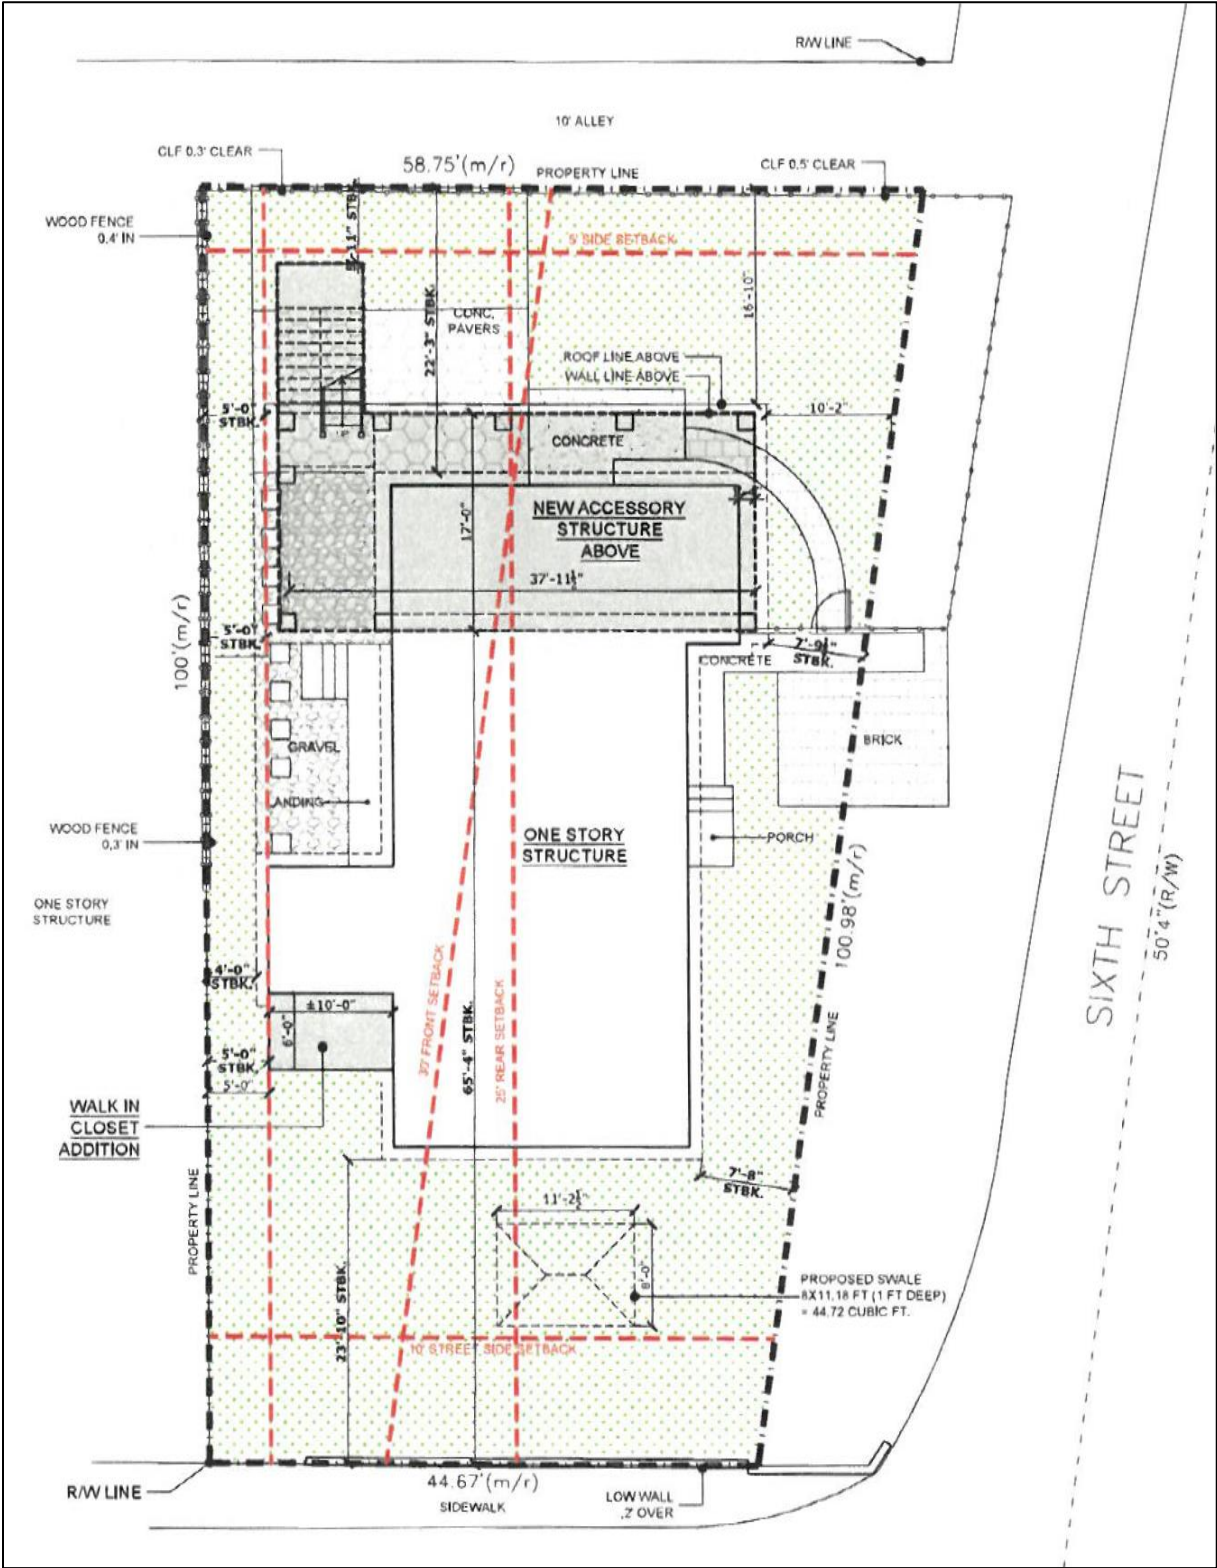 R/W LINE
10' ALLEY
CLF 0.3' CLEAR
58.75'(m/r)
PROPERTY LINE
CLF 0.5' CLEAR
WOOD FENCE
0.4' IN
5' SIDE SETBACK
11" STBK.
22'-3" STBK.
16'-10"
CONC.
PAVERS
ROOF LINE ABOVE
WALL LINE ABOVE
5'-0"
STBK.
10'-2"
CONCRETE
NEW ACCESSORY
STRUCTURE
ABOVE
17'-0"
37'-11½"
100'(m/r)
5'-0"
STBK.
7'-9½"
STBK.
CONCRETE
GRAVEL
BRICK
LANDING
WOOD FENCE
0.3' IN
ONE STORY
STRUCTURE
PORCH
ONE STORY
STRUCTURE
100.98'(m/r)
SIXTH STREET
50'4"(R/W)
30' FRONT SETBACK
25' REAR SETBACK
65'-4" STBK.
4'-0"
STBK.
±10'-0"
6'-0"
5'-0"
STBK.
5'-0"
PROPERTY LINE
WALK IN
CLOSET
ADDITION
PROPERTY LINE
7'-8"
STBK.
11'-2½"
8'-0"
23'-10" STBK.
PROPOSED SWALE
8X11.18 FT (1 FT DEEP)
= 44.72 CUBIC FT.
10' STREET SIDE SETBACK
R/W LINE
44.67'(m/r)
SIDEWALK
LOW WALL
.2' OVER